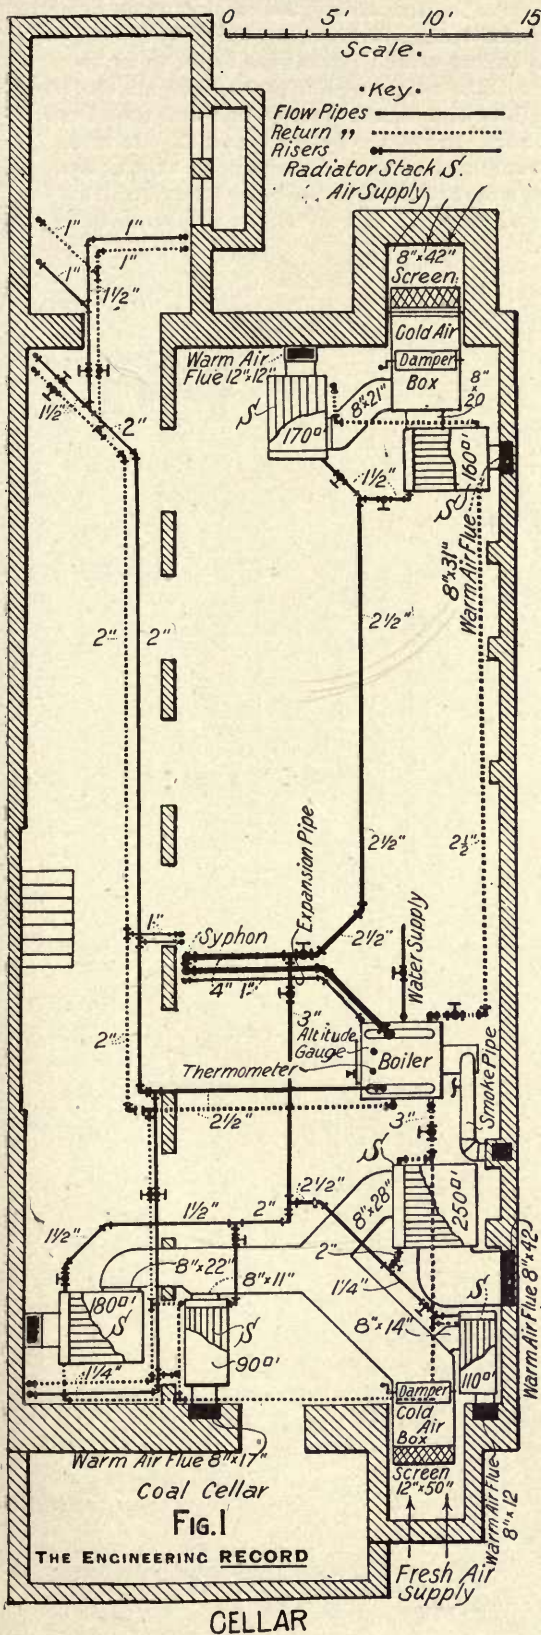 0 5' 10' 15
Scale.
·Key·
Flow Pipes
Return "
Risers
Radiator Stack S.
Air Supply
8"x42"
Screen
Cold Air
Damper
Box
Warm Air
Flue 12"x12"
S
170□'
8"x21"
8"x20
160□'
S
8"x31"
Warm Air Flue
1"
1"
1"
1"
1½"
1½"
2"
1½"
2"
2"
2½"
2½"
2½"
2½"
Expansion Pipe
Water Supply
1"
Syphon
4"
1"
3"
2"
Altitude
Gauge
Thermometer
Boiler
Smoke Pipe
2½"
3"
S
250□'
8"x28"
2½"
2"
1½"
1½"
2"
1¼"
8"x22"
8"x11"
180□'
S
S
90□'
1¼"
8"x14"
S
110□'
Warm Air Flue 8"x42
Damper
Cold
Air
Box
Screen
12"x50"
Warm Air Flue
8"x12
Warm Air Flue 8"x17"
Coal Cellar
FIG.1
THE ENGINEERING RECORD
Fresh Air
Supply
CELLAR